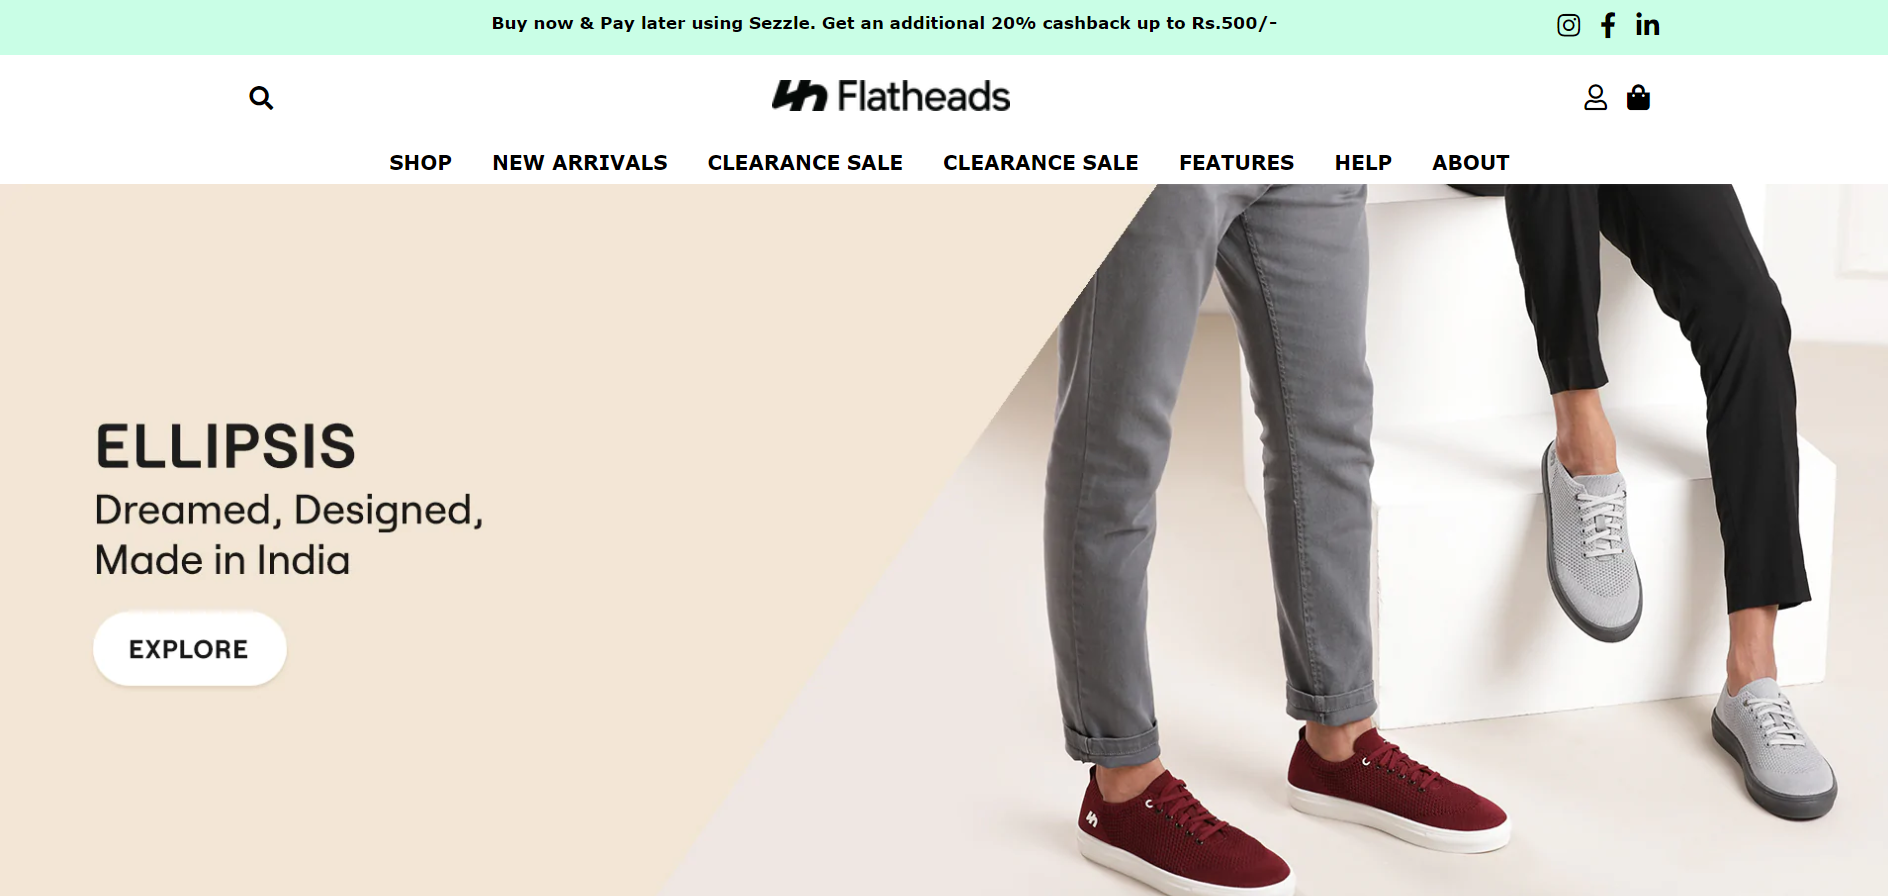 Buy now & Pay later using Sezzle. Get an additional 20% cashback up to Rs.500/-
Flatheads
SHOP NEW ARRIVALS CLEARANCE SALE CLEARANCE SALE FEATURES HELP ABOUT
ELLIPSIS
Dreamed, Designed,
Made in India
EXPLORE